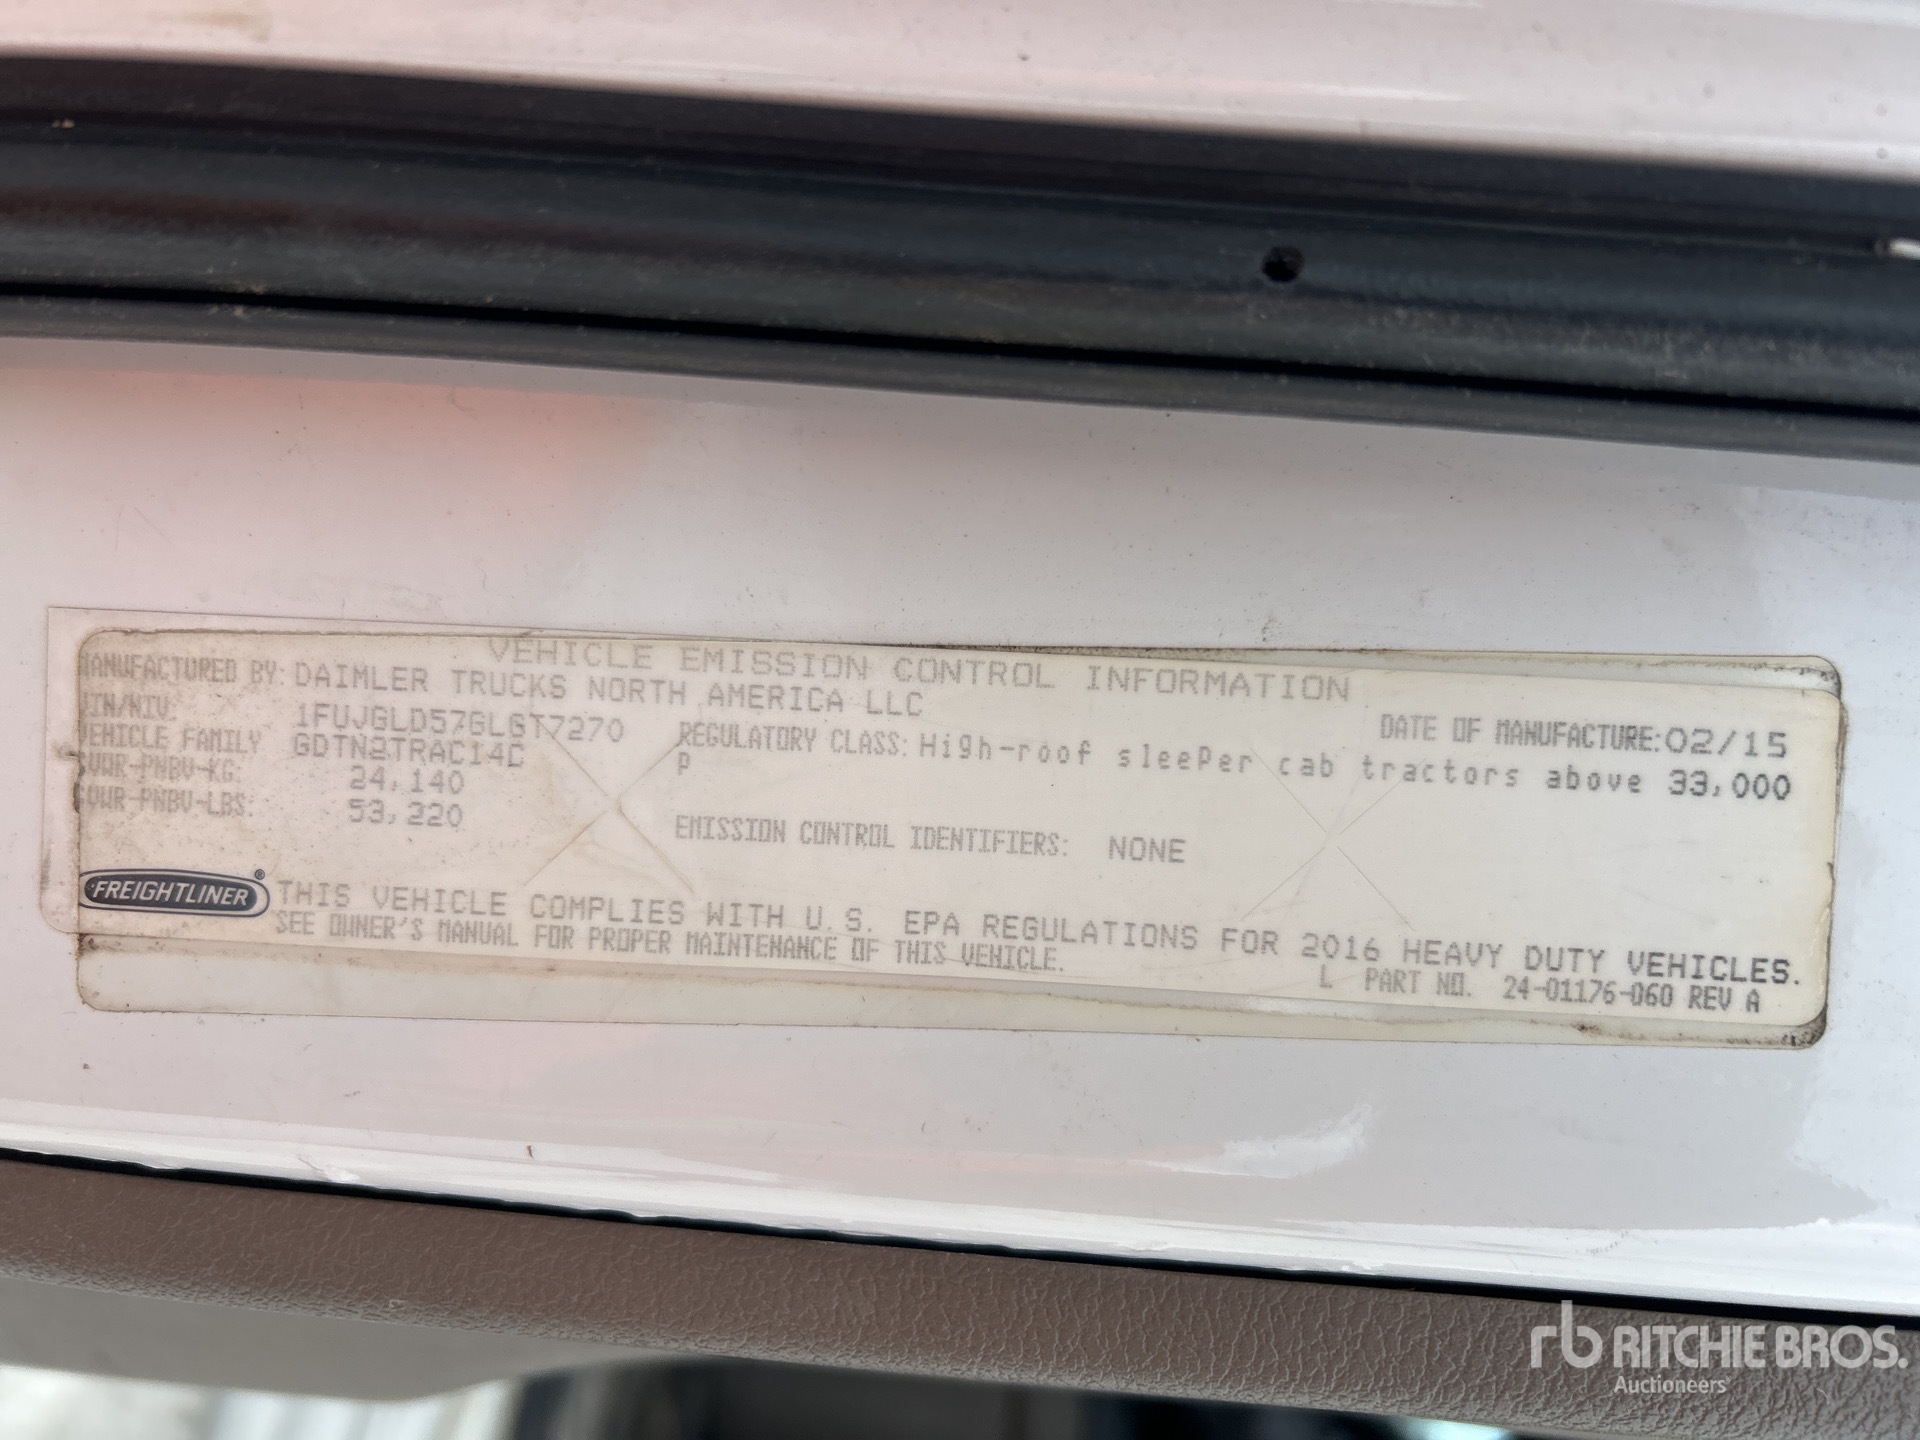 VEHICLE EMISSION CONTROL INFORMATION
MANUFACTURED BY: DAIMLER TRUCKS NORTH AMERICA LLC
DATE OF MANUFACTURE: 02/15
VIN/NIV: 1FUJGLD57GLGT7270
REGULATORY CLASS: High-roof sleePer cab tractors above 33,000
P
VEHICLE FAMILY GDTN2TRAC14C
GVWR-PNBV-KG: 24,140
GVWR-PNBV-LBS: 53,220
EMISSION CONTROL IDENTIFIERS: NONE
FREIGHTLINER®
THIS VEHICLE COMPLIES WITH U.S. EPA REGULATIONS FOR 2016 HEAVY DUTY VEHICLES.
SEE OWNER'S MANUAL FOR PROPER MAINTENANCE OF THIS VEHICLE.
L PART NO. 24-01176-060 REV A
rb RITCHIE BROS.
Auctioneers